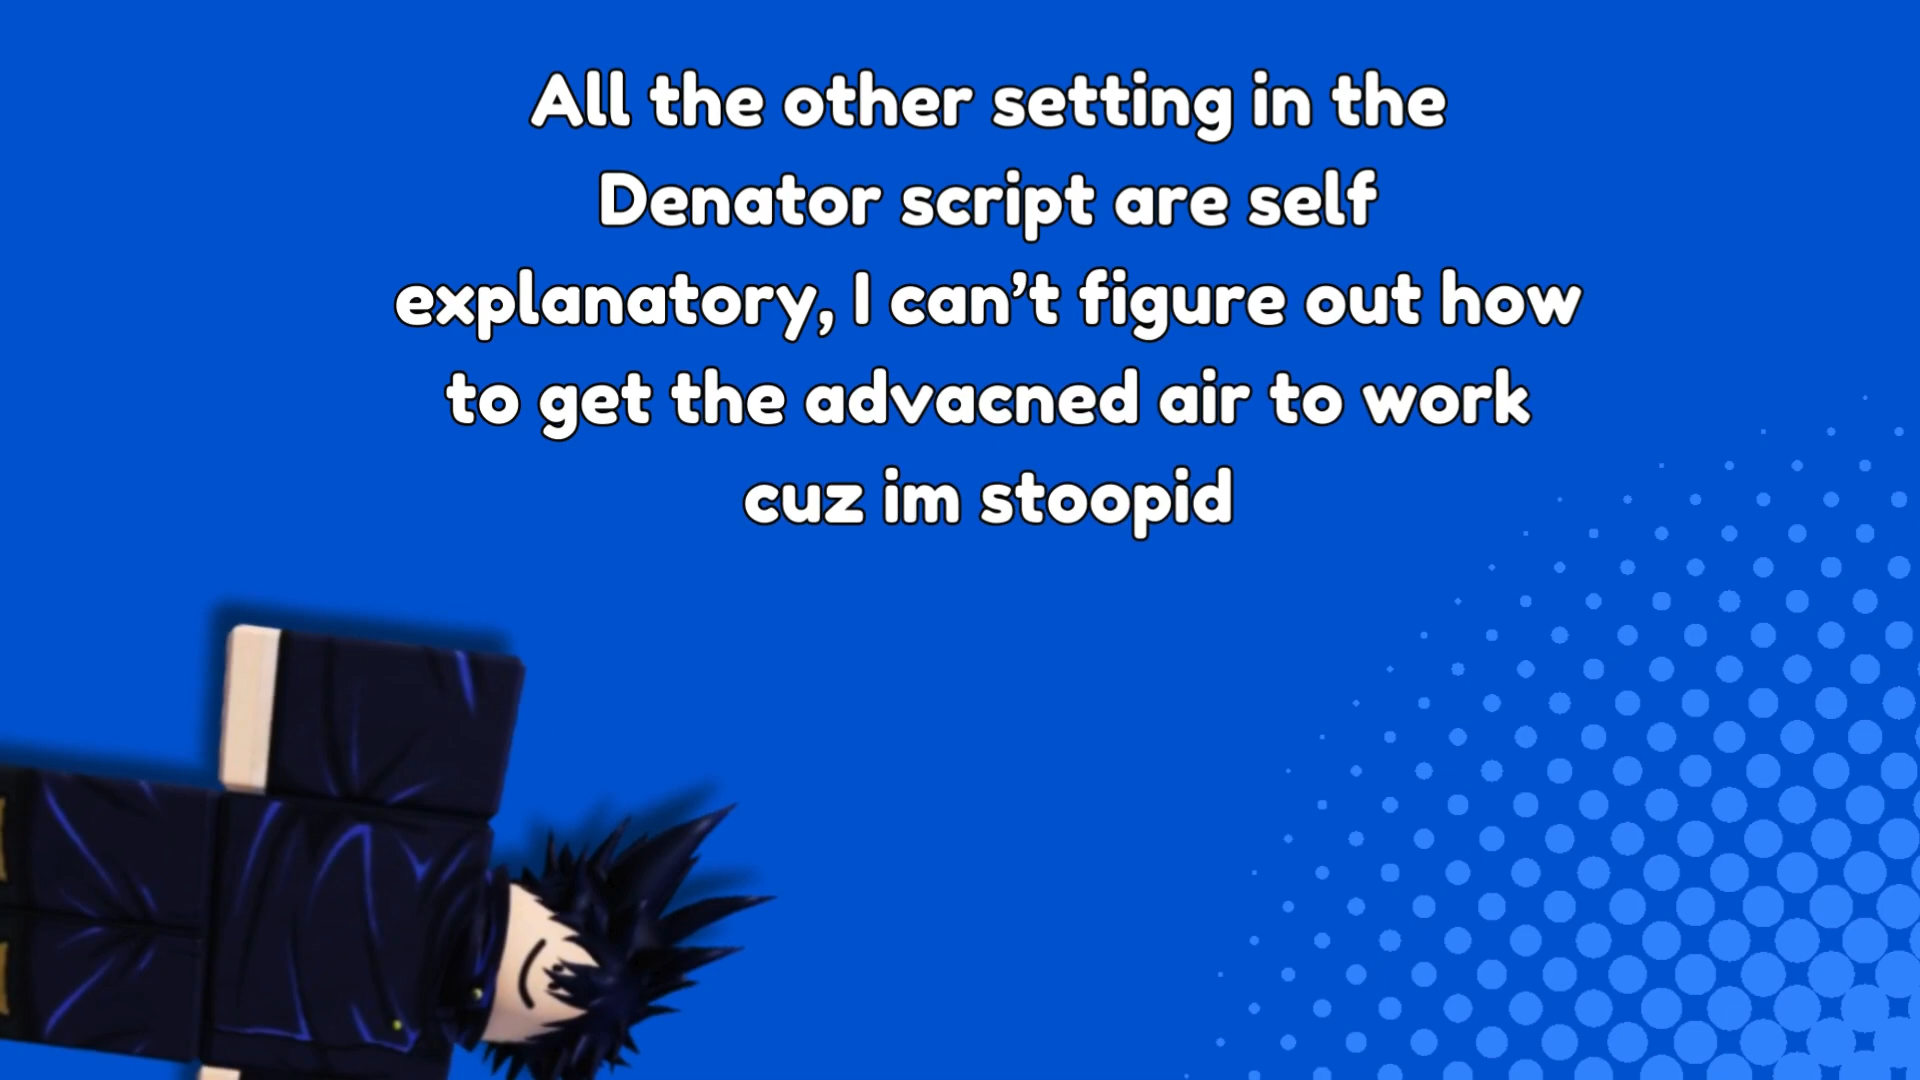 All the other setting in the
Denator script are self
explanatory, I can’t figure out how
to get the advacned air to work
cuz im stoopid